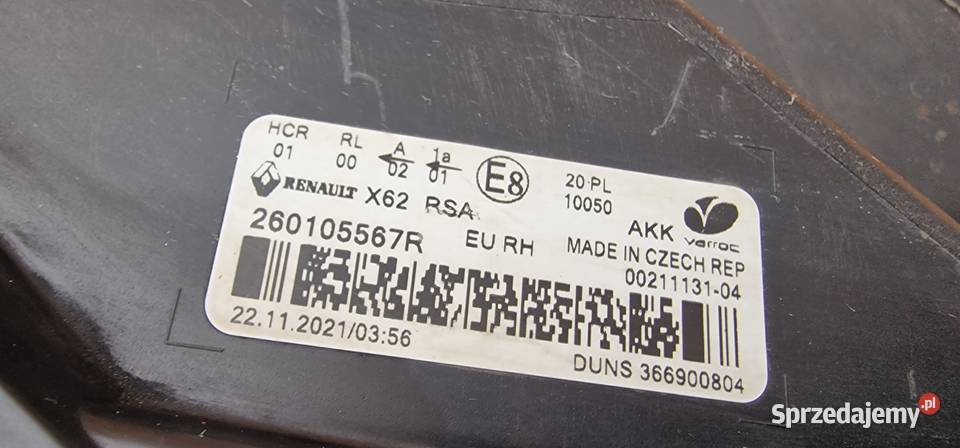 HCR RL A 1a E8 20 PL
01 00 02 01 10050
RENAULT X62 RSA AKK varroc
260105567R EU RH MADE IN CZECH REP
00211131-04
22.11.2021/03:56 DUNS 366900804
Sprzedajemy.pl